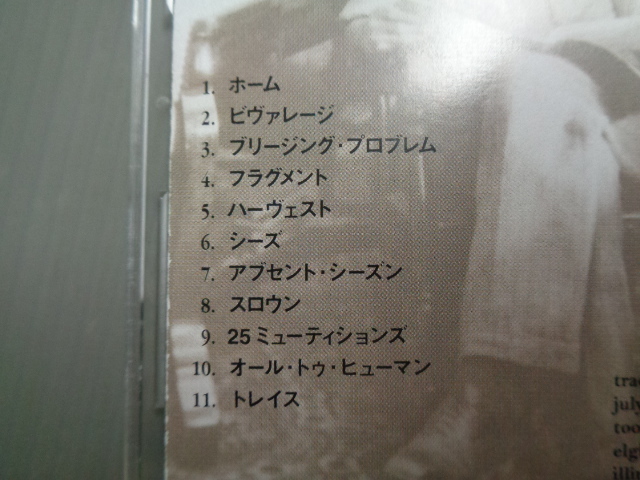 1. ホーム
2. ビヴァレージ
3. ブリージング・プロブレム
4. フラグメント
5. ハーヴェスト
6. シーズ
7. アブセント・シーズン
8. スロウン
9. 25ミューティションズ
10. オール・トゥ・ヒューマン
11. トレイス
july
too